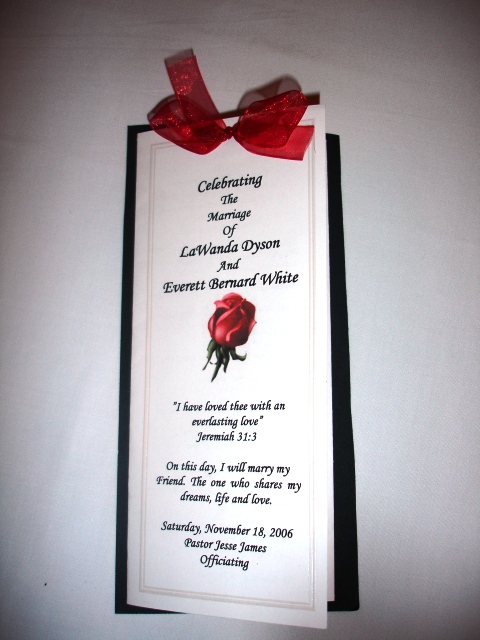 Celebrating
The
Marriage
Of
LaWanda Dyson
And
Everett Bernard White
"I have loved thee with an
everlasting love"
Jeremiah 31:3
On this day, I will marry my
Friend. The one who shares my
dreams, life and love.
Saturday, November 18, 2006
Pastor Jesse James
Officiating